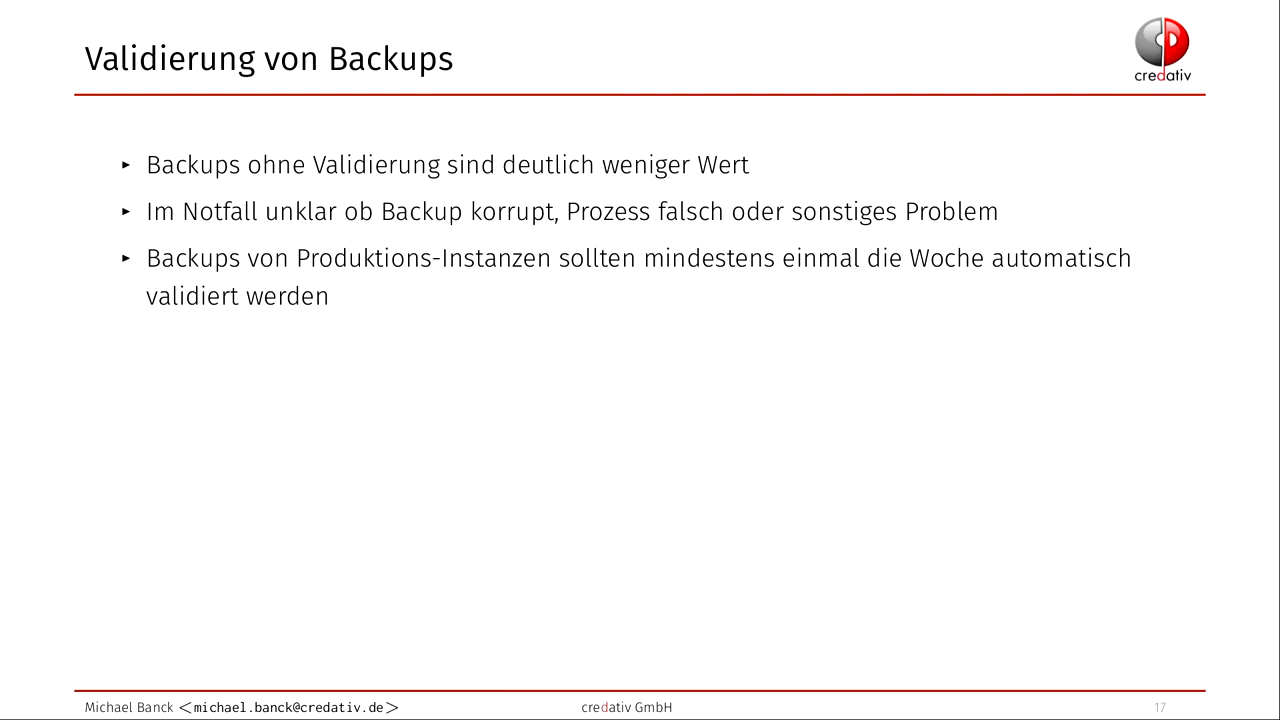 Validierung von Backups
credativ
▸ Backups ohne Validierung sind deutlich weniger Wert
▸ Im Notfall unklar ob Backup korrupt, Prozess falsch oder sonstiges Problem
▸ Backups von Produktions-Instanzen sollten mindestens einmal die Woche automatisch
validiert werden
Michael Banck <michael.banck@credativ.de> credativ GmbH 17